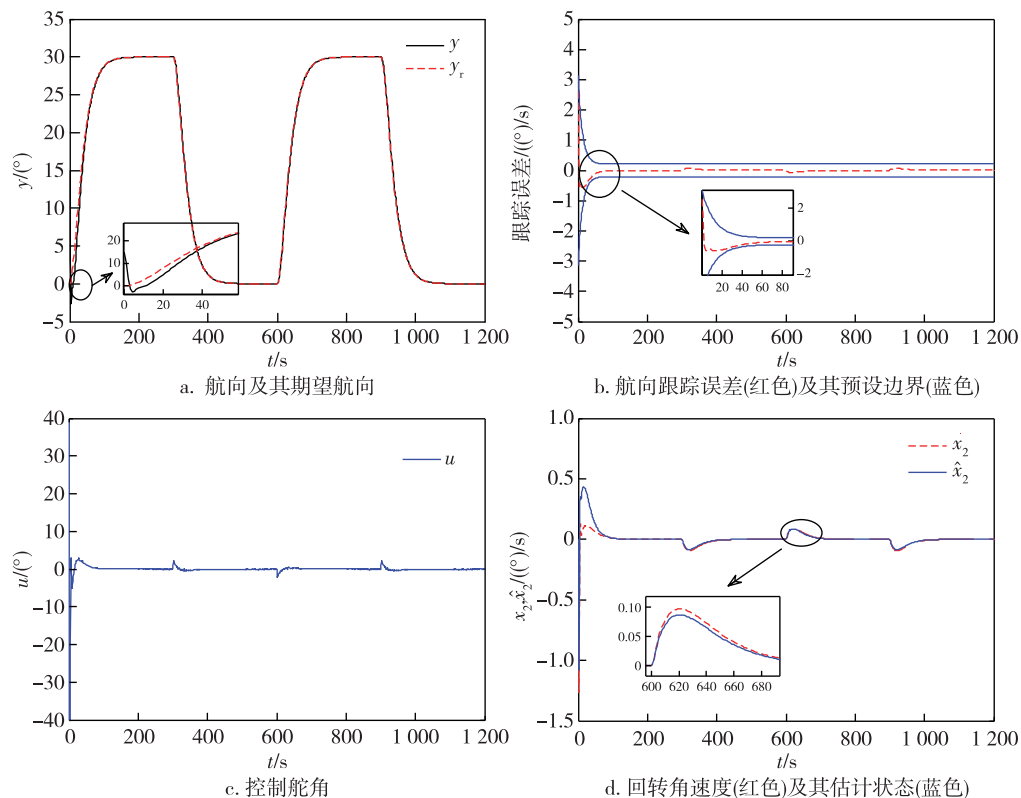 35
30
25
20
15
10
5
0
−5
y/(°)
y
y_r
20
10
0
0 20 40
0 200 400 600 800 1 000 1 200
t/s
a. 航向及其期望航向
5
4
3
2
1
0
−1
−2
−3
−4
−5
跟踪误差/((°)/s)
2
0
−2
20 40 60 80
0 200 400 600 800 1 000 1 200
t/s
b. 航向跟踪误差(红色)及其预设边界(蓝色)
40
30
20
10
0
−10
−20
−30
−40
u/(°)
u
0 200 400 600 800 1 000 1 200
t/s
c. 控制舵角
1.0
0.5
0
−0.5
−1.0
−1.5
x₂,x̂₂/((°)/s)
x₂
x̂₂
0.10
0.05
0
600 620 640 660 680
0 200 400 600 800 1 000 1 200
t/s
d. 回转角速度(红色)及其估计状态(蓝色)